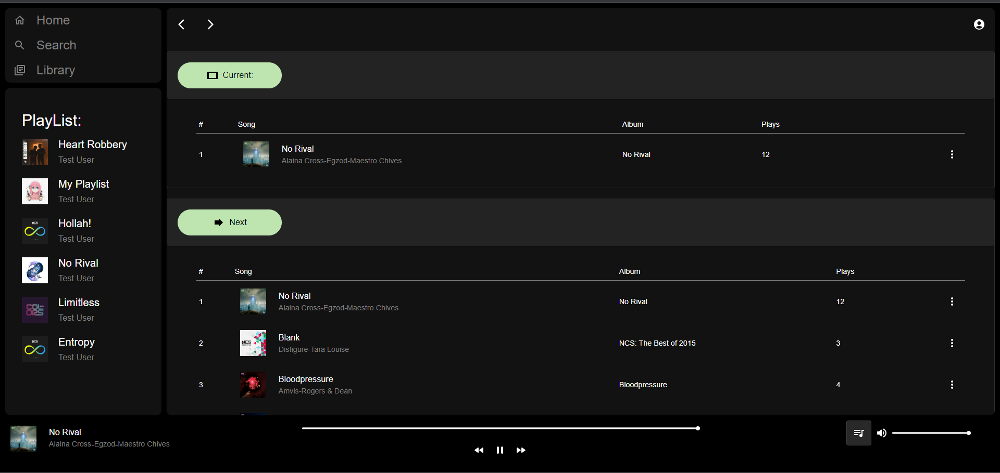 Home
Search
Library
PlayList:
Heart Robbery
Test User
My Playlist
Test User
Hollah!
Test User
No Rival
Test User
Limitless
Test User
Entropy
Test User
Current:
# Song Album Plays
1 No Rival No Rival 12
Alaina Cross-Egzod-Maestro Chives
Next
# Song Album Plays
1 No Rival No Rival 12
Alaina Cross-Egzod-Maestro Chives
2 Blank NCS: The Best of 2015 3
Disfigure-Tara Louise
3 Bloodpressure Bloodpressure 4
Amvis-Rogers & Dean
No Rival
Alaina Cross-Egzod-Maestro Chives